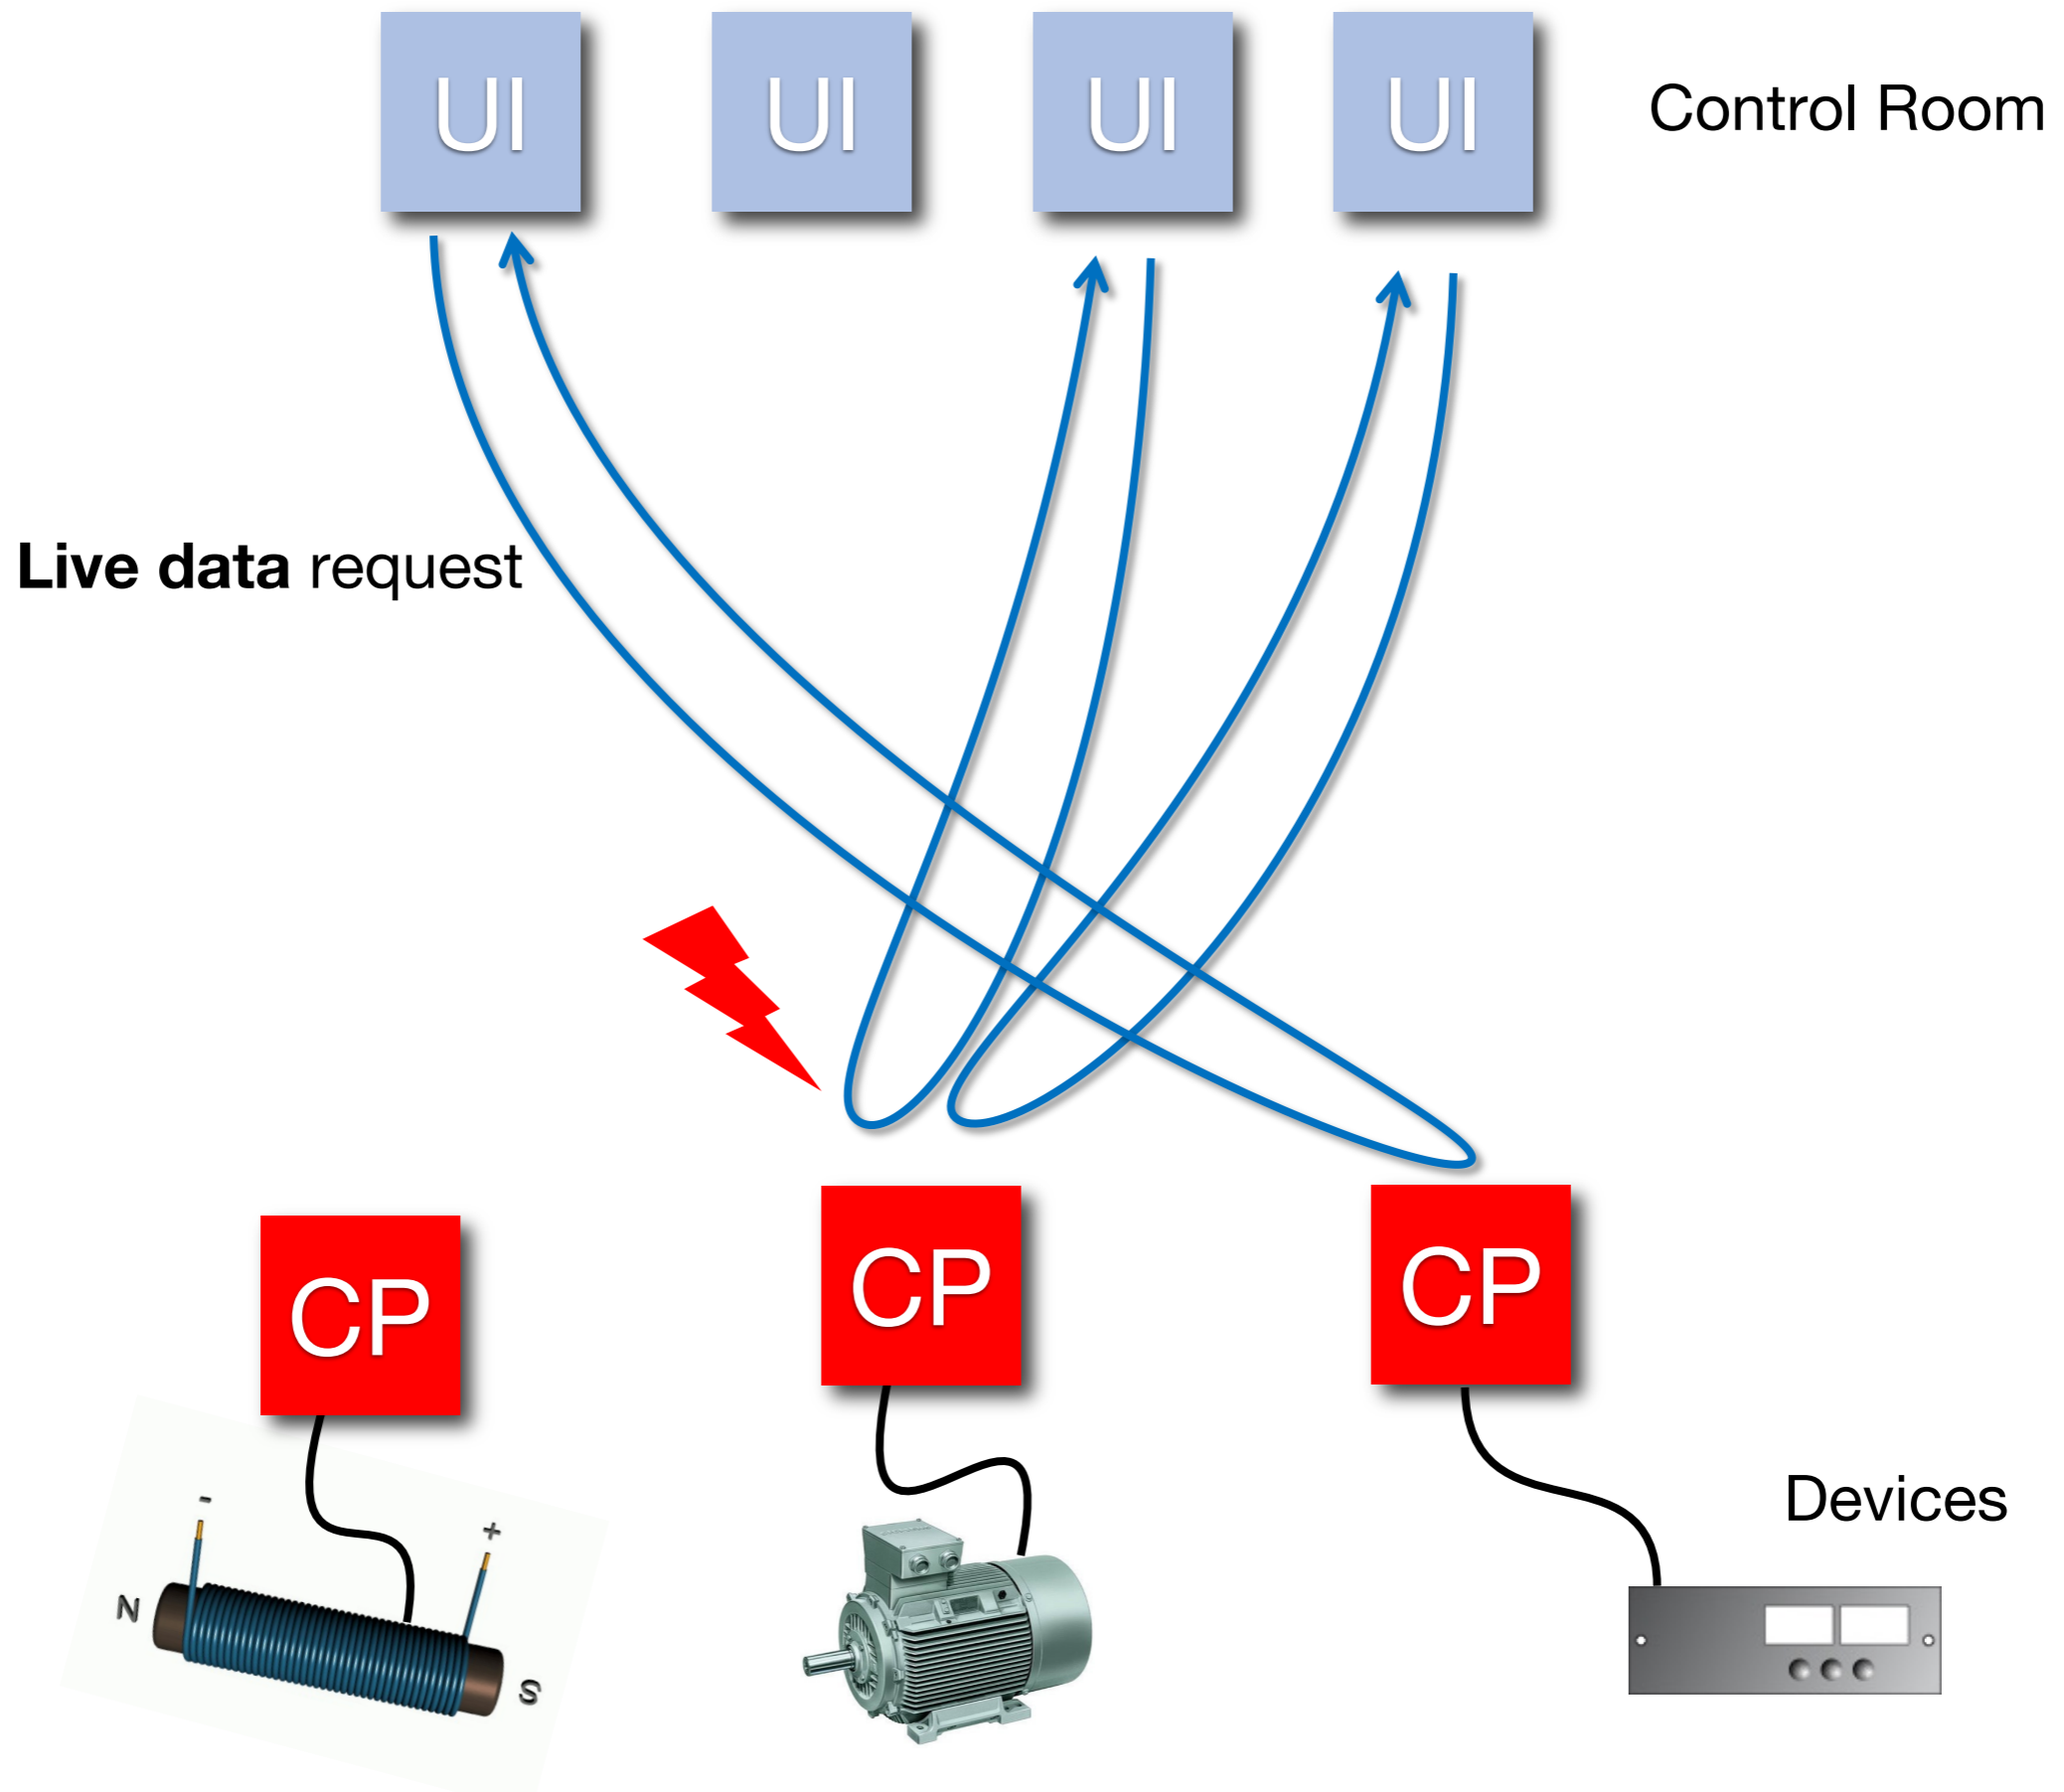 UI UI UI UI Control Room
Live data request
CP CP CP
Devices
- +
N S